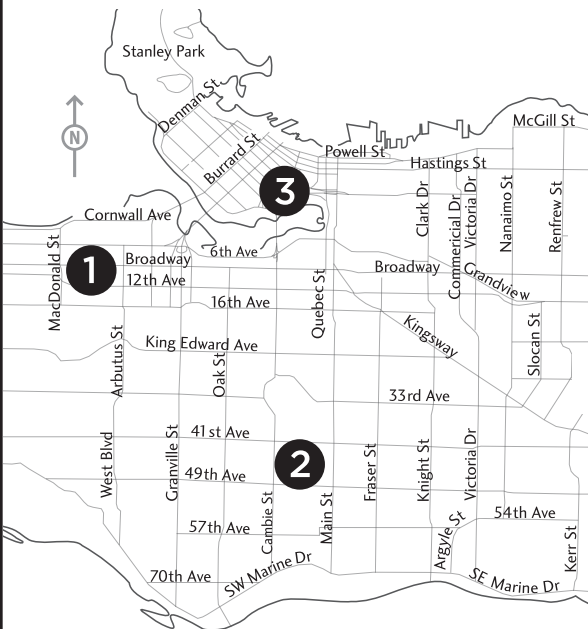 Stanley Park
Denman St.
N
McGill St
Burrard St
Powell St
Hastings St
3
Cornwall Ave
Clark Dr
Commercial Dr
Victoria Dr
Nanaimo St
Renfrew St
MacDonald St
1
Broadway
6th Ave
12th Ave
Broadway
Grandview
16th Ave
Quebec St
Kingsway
Arbutus St
King Edward Ave
Oak St
Slocan St
33rd Ave
41st Ave
2
West Blvd
Granville St
49th Ave
Fraser St
Knight St
Victoria Dr
Cambie St
Main St
57th Ave
54th Ave
Argyle St
Kerr St
70th Ave
SW Marine Dr
SE Marine Dr